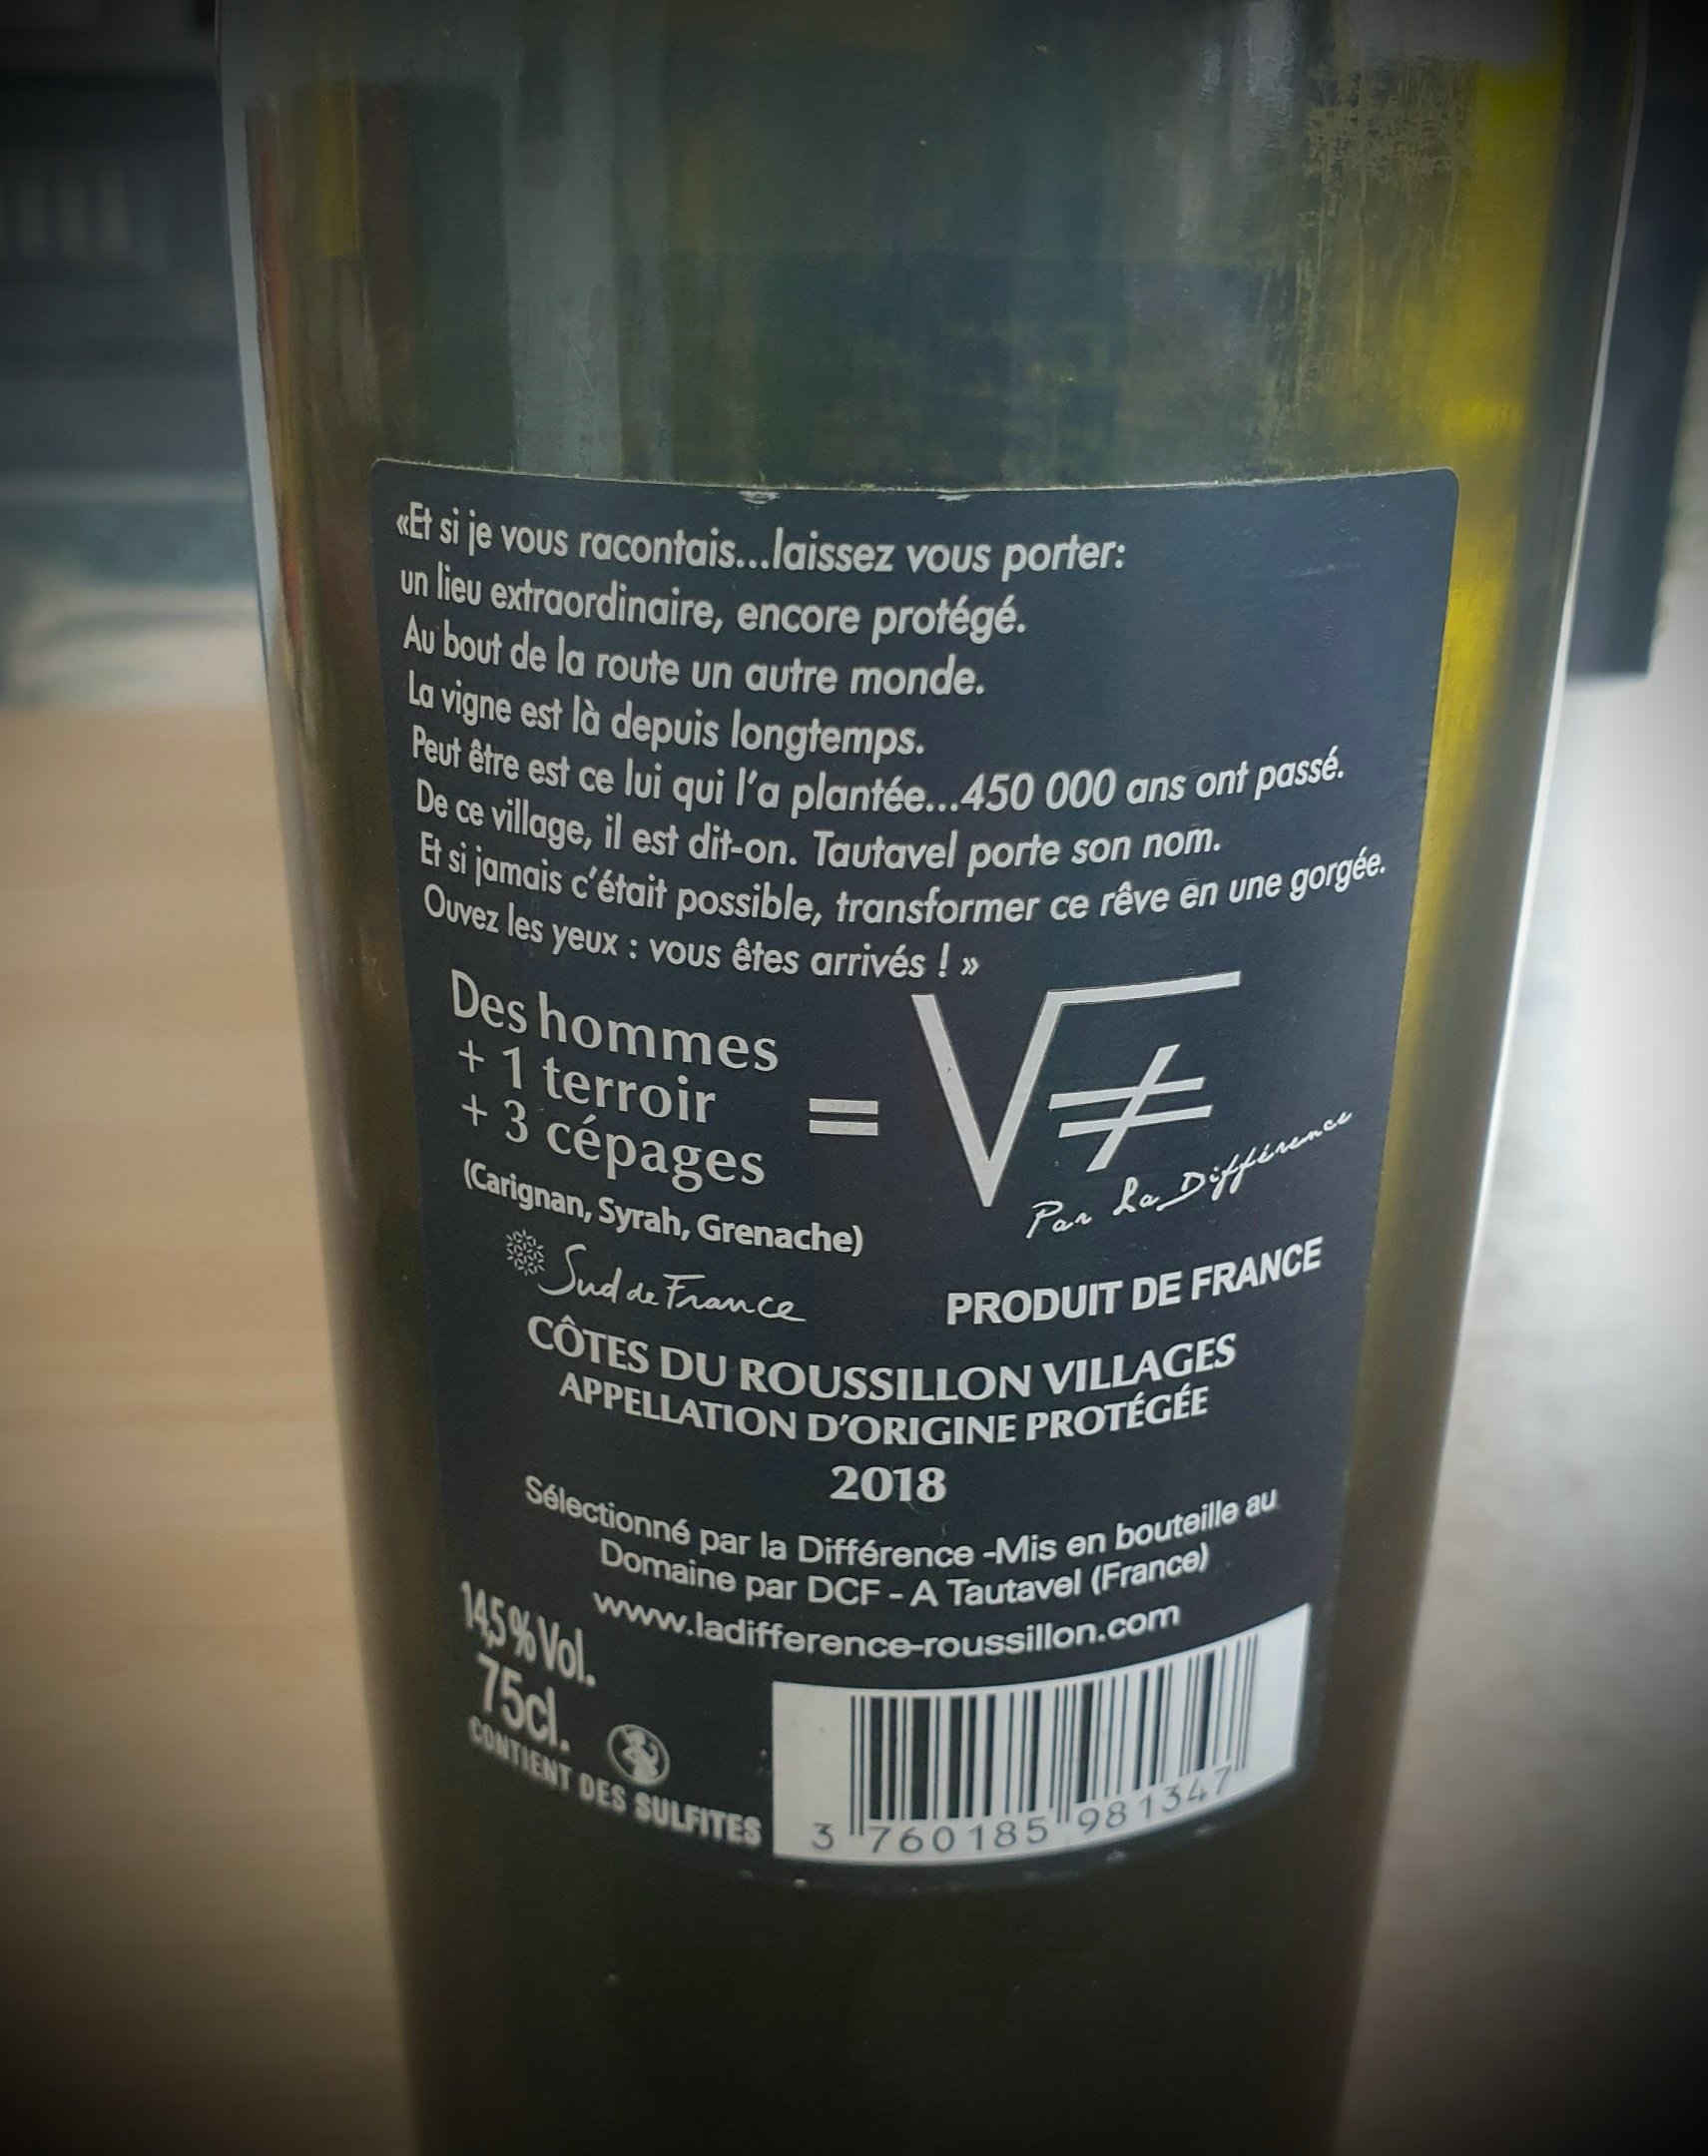 «Et si je vous racontais...laissez vous porter:
un lieu extraordinaire, encore protégé.
Au bout de la route un autre monde.
La vigne est là depuis longtemps.
Peut être est ce lui qui l'a plantée...450 000 ans ont passé.
De ce village, il est dit-on. Tautavel porte son nom.
Et si jamais c'était possible, transformer ce rêve en une gorgée.
Ouvez les yeux : vous êtes arrivés ! »
Des hommes
+ 1 terroir
+ 3 cépages
(Carignan, Syrah, Grenache)
= √≠
Par La Différence
Sud de France
PRODUIT DE FRANCE
CÔTES DU ROUSSILLON VILLAGES
APPELLATION D'ORIGINE PROTÉGÉE
2018
Sélectionné par la Différence -Mis en bouteille au
Domaine par DCF - A Tautavel (France)
www.ladifference-roussillon.com
14,5% Vol.
75cl.
CONTIENT DES SULFITES
3 760185 981347